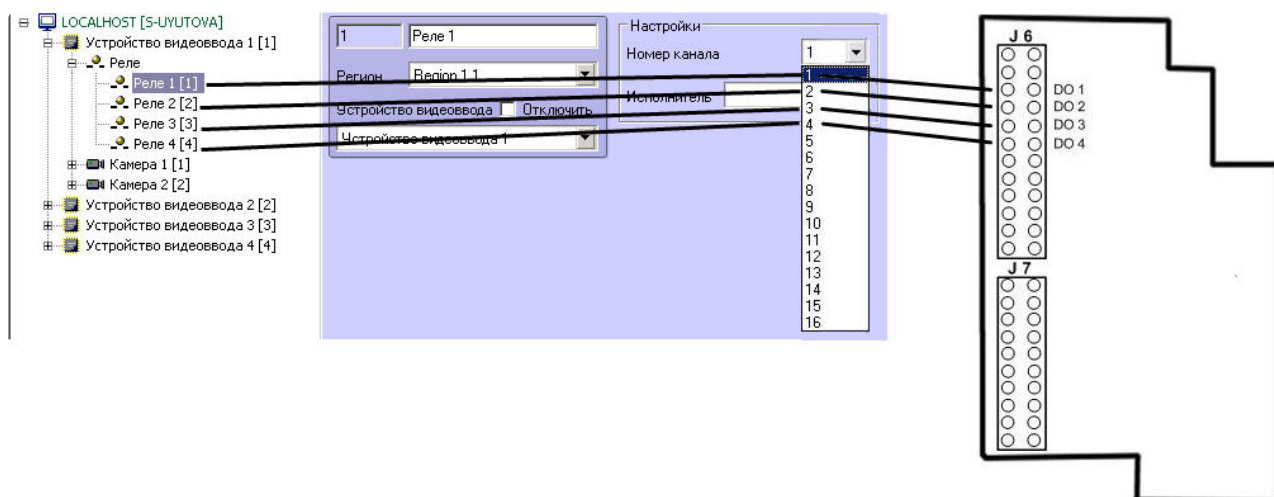 LOCALHOST [S-UYUTOVA]
Устройство видеоввода 1 [1]
Реле
Реле 1 [1]
Реле 2 [2]
Реле 3 [3]
Реле 4 [4]
Камера 1 [1]
Камера 2 [2]
Устройство видеоввода 2 [2]
Устройство видеоввода 3 [3]
Устройство видеоввода 4 [4]
1
Реле 1
Регион
Region 1.1
Устройство видеоввода
Отключить
Устройство видеоввода 1
Настройки
Номер канала
1
Исполнитель
1
2
3
4
5
6
7
8
9
10
11
12
13
14
15
16
J 6
DO 1
DO 2
DO 3
DO 4
J 7